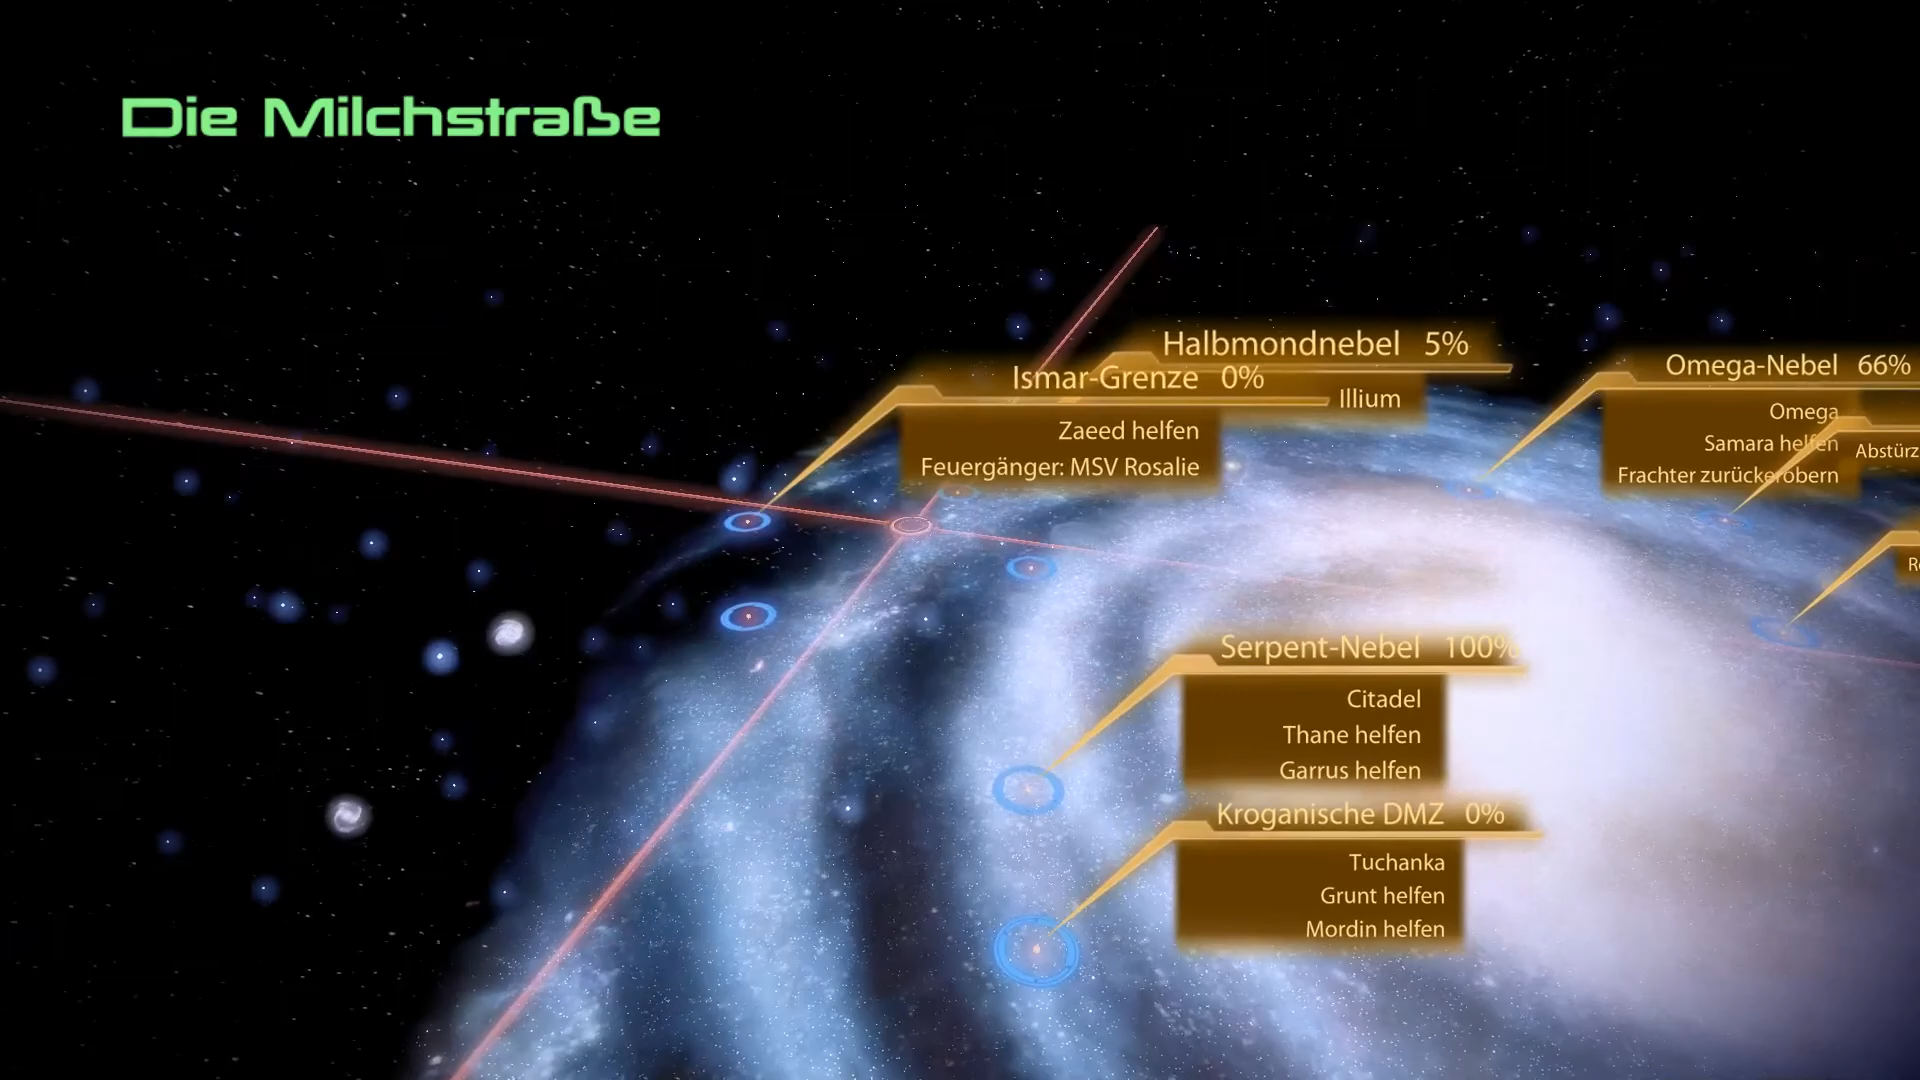 Die Milchstraße
Halbmondnebel 5%
Illium
Ismar-Grenze 0%
Zaeed helfen
Feuergänger: MSV Rosalie
Omega-Nebel 66%
Omega
Samara helfen
Frachter zurückerobern
Serpent-Nebel 100%
Citadel
Thane helfen
Garrus helfen
Kroganische DMZ 0%
Tuchanka
Grunt helfen
Mordin helfen